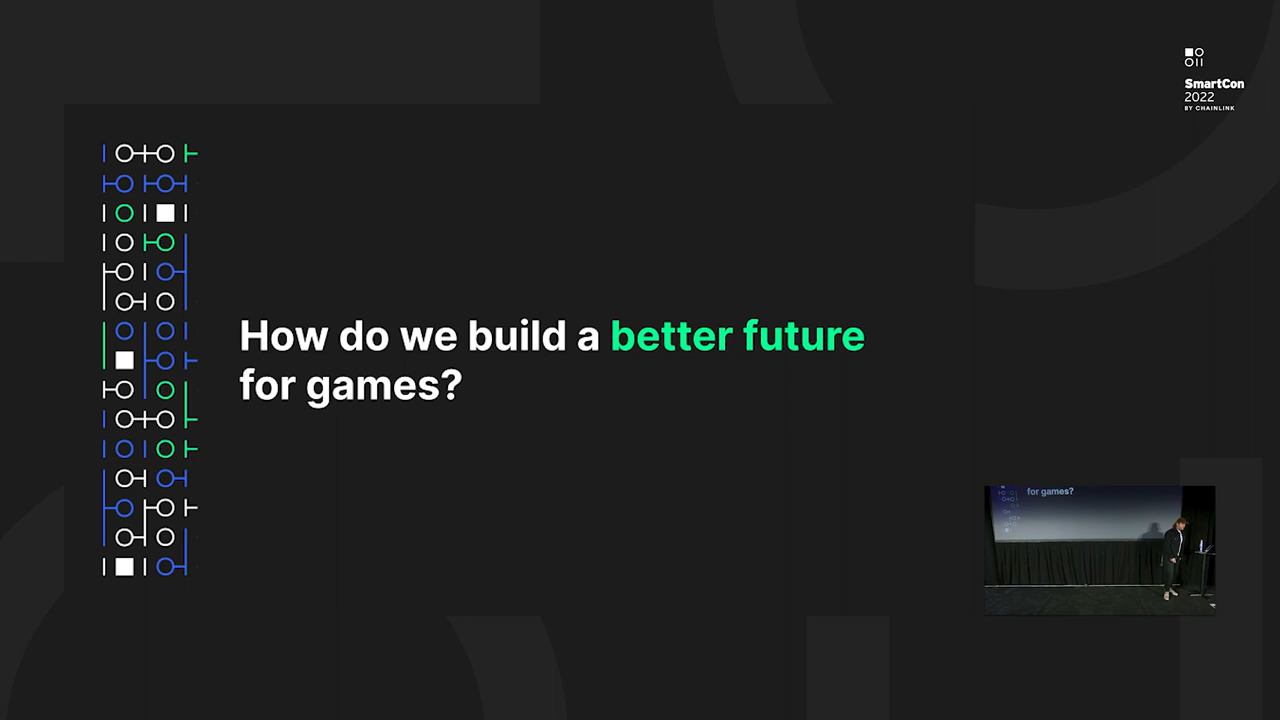 SmartCon
2022
BY CHAINLINK
How do we build a better future
for games?
for games?